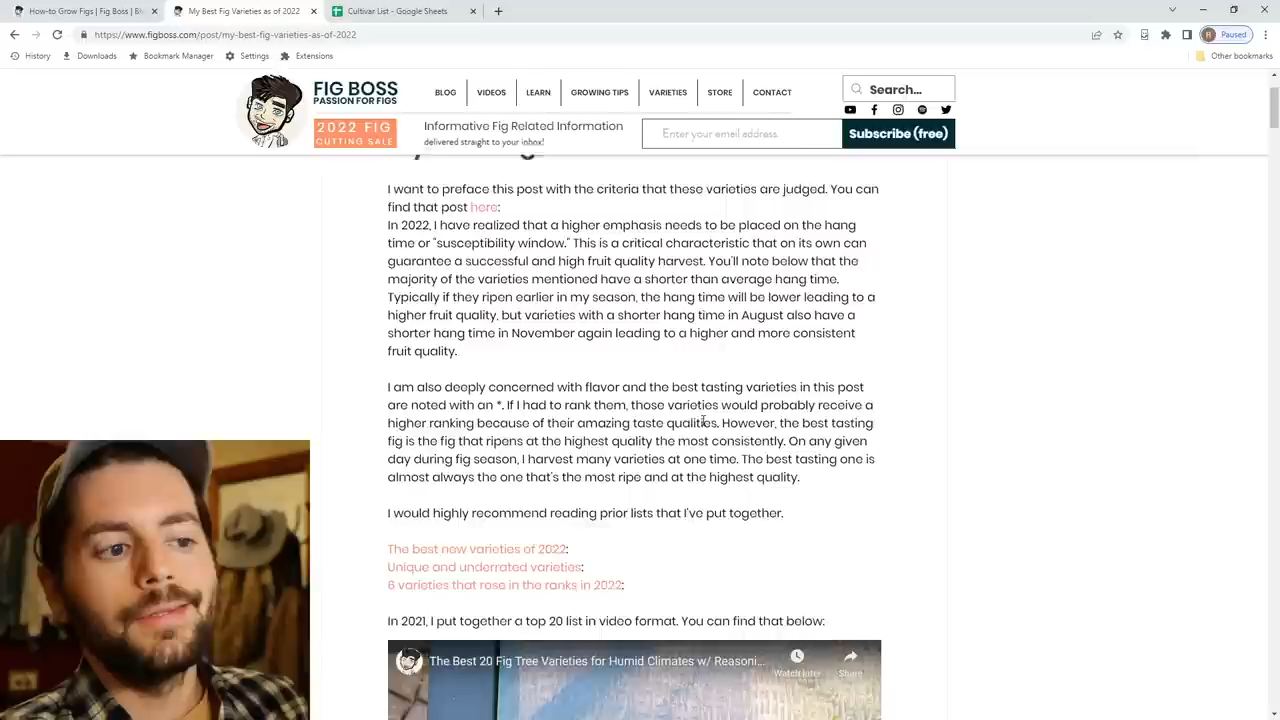 How-to Grow Figs | Fig Boss | B
My Best Fig Varieties as of 2022
Cultivar List - Google Sheets
https://www.figboss.com/post/my-best-fig-varieties-as-of-2022
Paused
History
Downloads
Bookmark Manager
Settings
Extensions
Other bookmarks
FIG BOSS
PASSION FOR FIGS
2022 FIG
CUTTING SALE
BLOG
VIDEOS
LEARN
GROWING TIPS
VARIETIES
STORE
CONTACT
Search...
Informative Fig Related Information
delivered straight to your inbox!
Enter your email address.
Subscribe (free)
I want to preface this post with the criteria that these varieties are judged. You can
find that post here:
In 2022, I have realized that a higher emphasis needs to be placed on the hang
time or "susceptibility window." This is a critical characteristic that on its own can
guarantee a successful and high fruit quality harvest. You'll note below that the
majority of the varieties mentioned have a shorter than average hang time.
Typically if they ripen earlier in my season, the hang time will be lower leading to a
higher fruit quality, but varieties with a shorter hang time in August also have a
shorter hang time in November again leading to a higher and more consistent
fruit quality.
I am also deeply concerned with flavor and the best tasting varieties in this post
are noted with an *. If I had to rank them, those varieties would probably receive a
higher ranking because of their amazing taste qualities. However, the best tasting
fig is the fig that ripens at the highest quality the most consistently. On any given
day during fig season, I harvest many varieties at one time. The best tasting one is
almost always the one that's the most ripe and at the highest quality.
I would highly recommend reading prior lists that I've put together.
The best new varieties of 2022:
Unique and underrated varieties:
6 varieties that rose in the ranks in 2022:
In 2021, I put together a top 20 list in video format. You can find that below:
The Best 20 Fig Tree Varieties for Humid Climates w/ Reasoni...
Watch later
Share